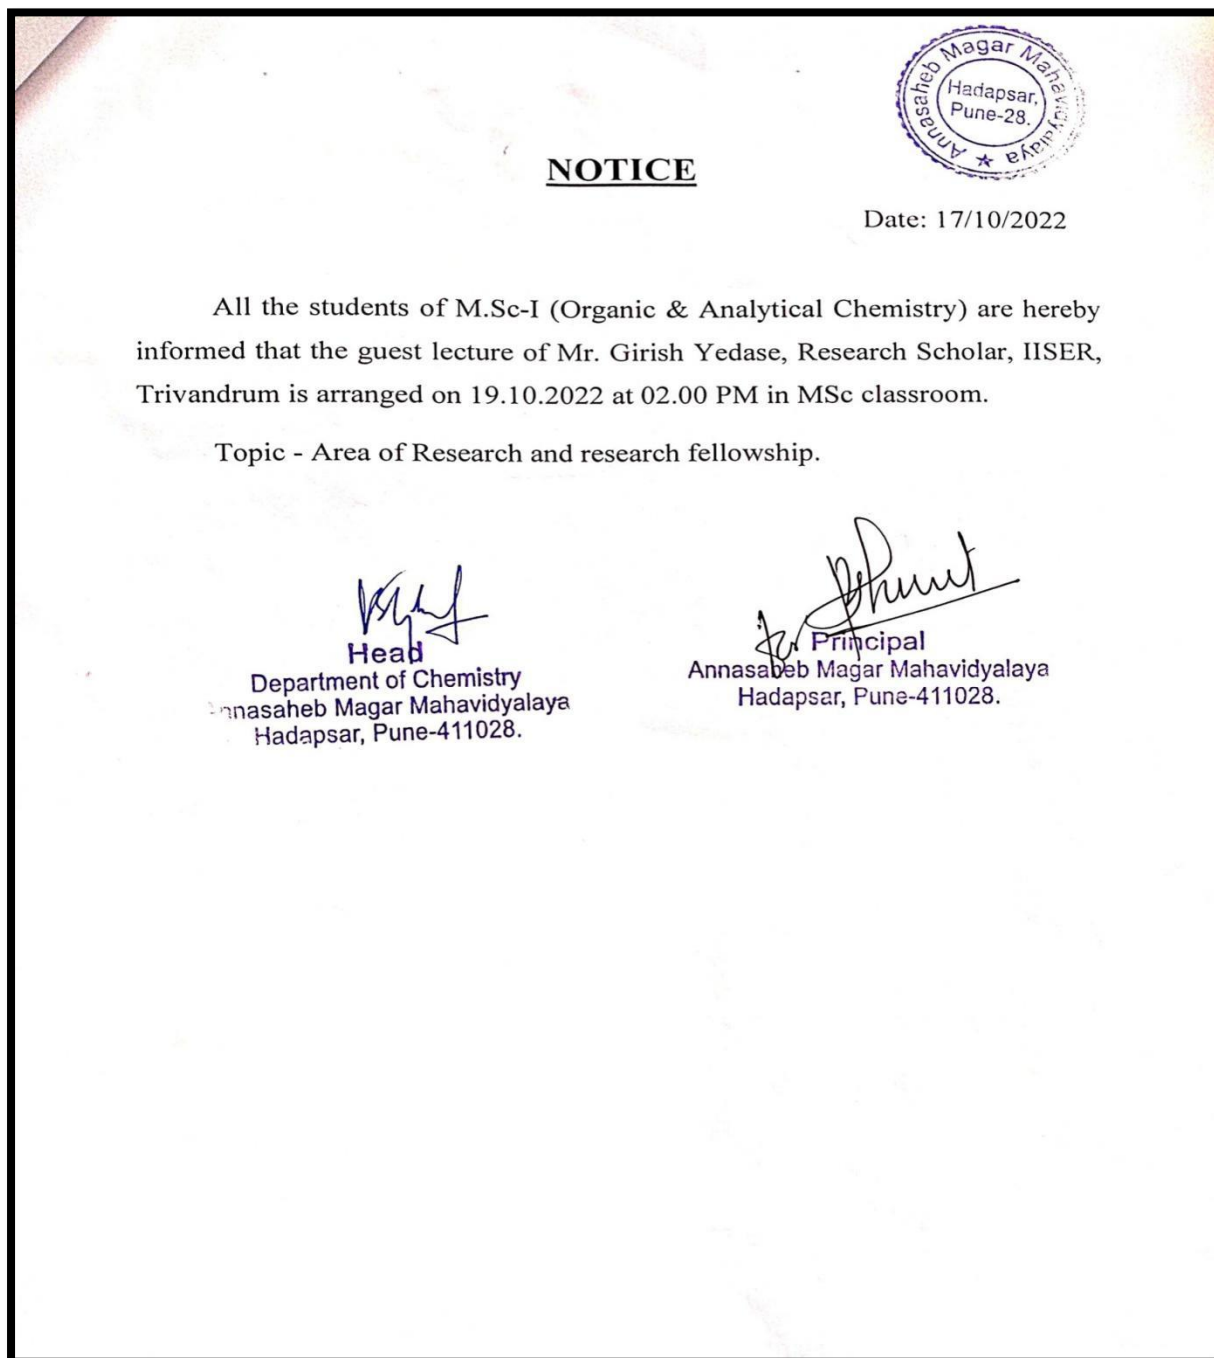 Annasaheb Magar Mahavidyalaya ★
Hadapsar,
Pune-28.
NOTICE
Date: 17/10/2022
All the students of M.Sc-I (Organic & Analytical Chemistry) are hereby
informed that the guest lecture of Mr. Girish Yedase, Research Scholar, IISER,
Trivandrum is arranged on 19.10.2022 at 02.00 PM in MSc classroom.
Topic - Area of Research and research fellowship.
Head
Department of Chemistry
Annasaheb Magar Mahavidyalaya
Hadapsar, Pune-411028.
for
Principal
Annasaheb Magar Mahavidyalaya
Hadapsar, Pune-411028.